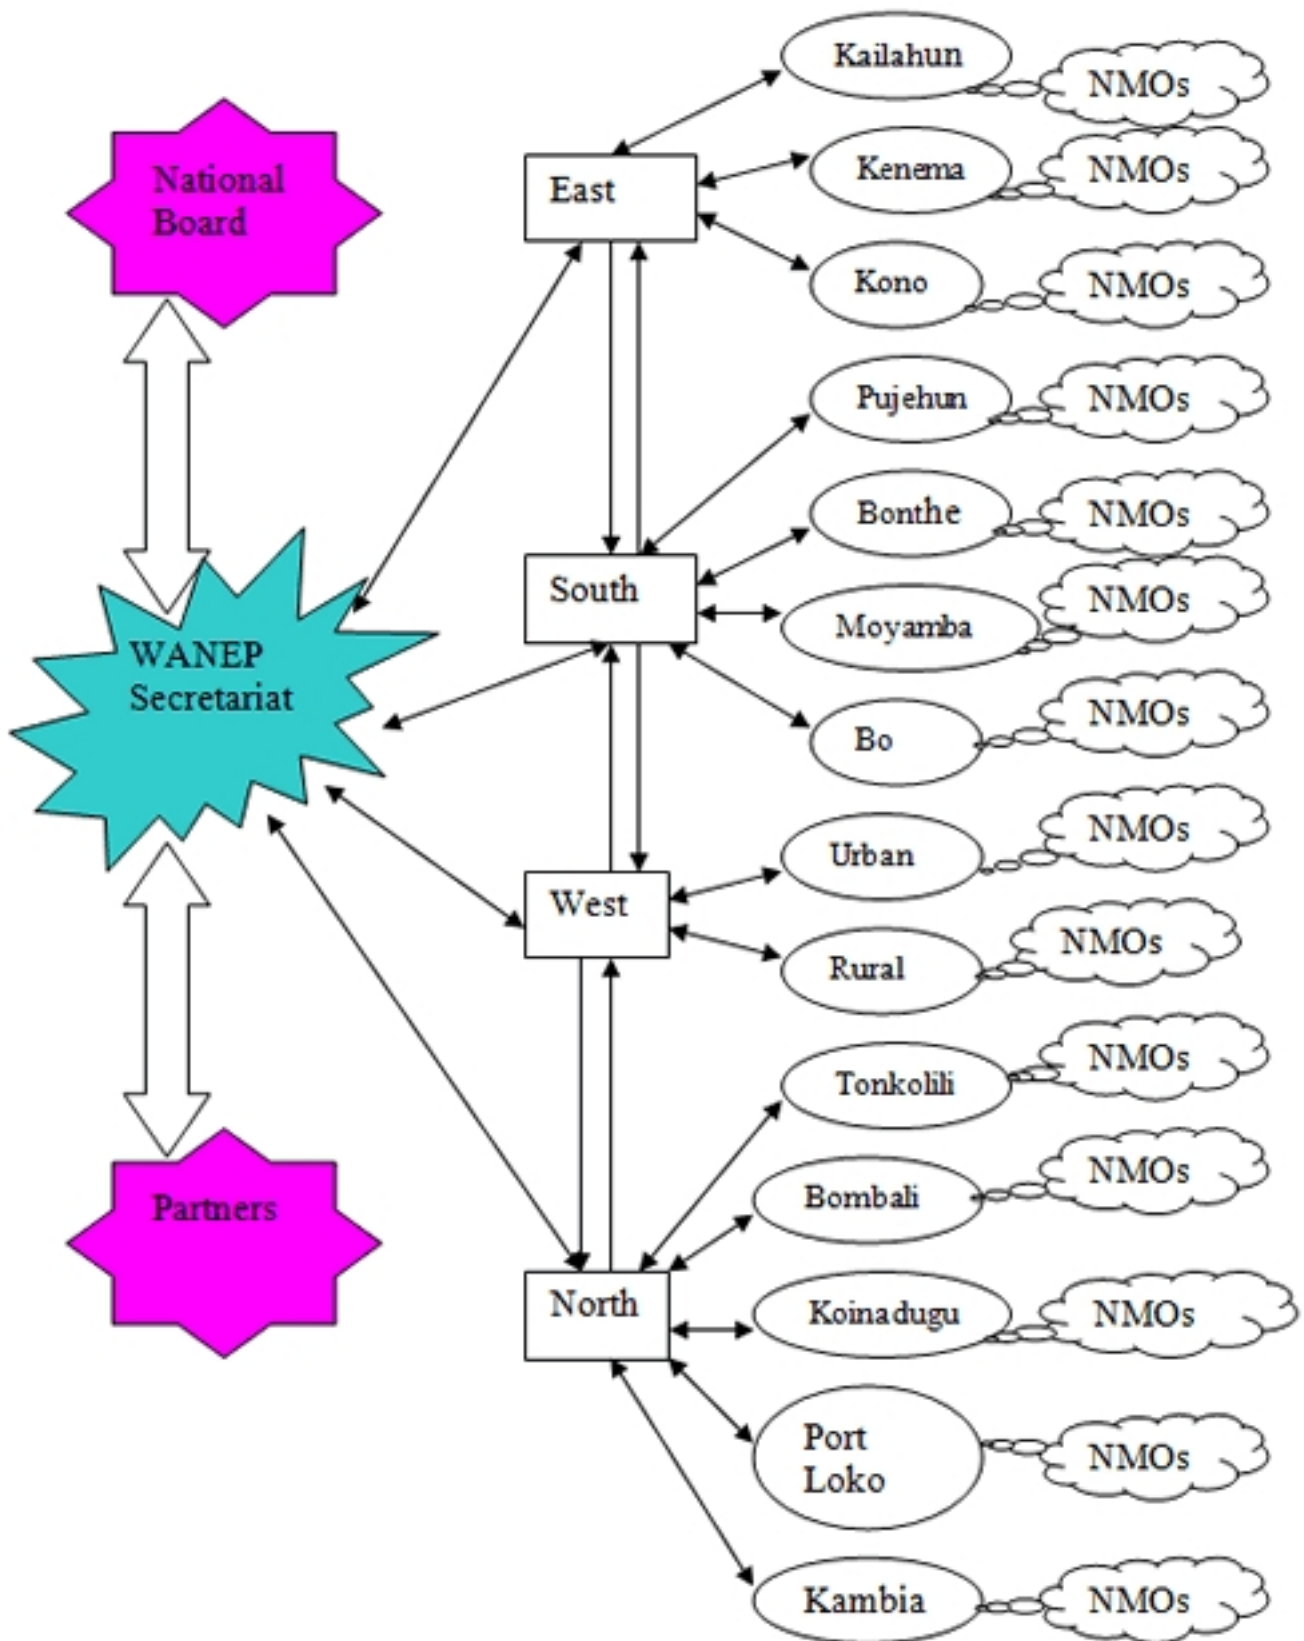 National
Board
WANEP
Secretariat
Partners
East
South
West
North
Kailahun
NMOs
Kenema
NMOs
Kono
NMOs
Pujehun
NMOs
Bonthe
NMOs
Moyamba
NMOs
Bo
NMOs
Urban
NMOs
Rural
NMOs
Tonkolili
NMOs
Bombali
NMOs
Koinadugu
NMOs
Port
Loko
NMOs
Kambia
NMOs